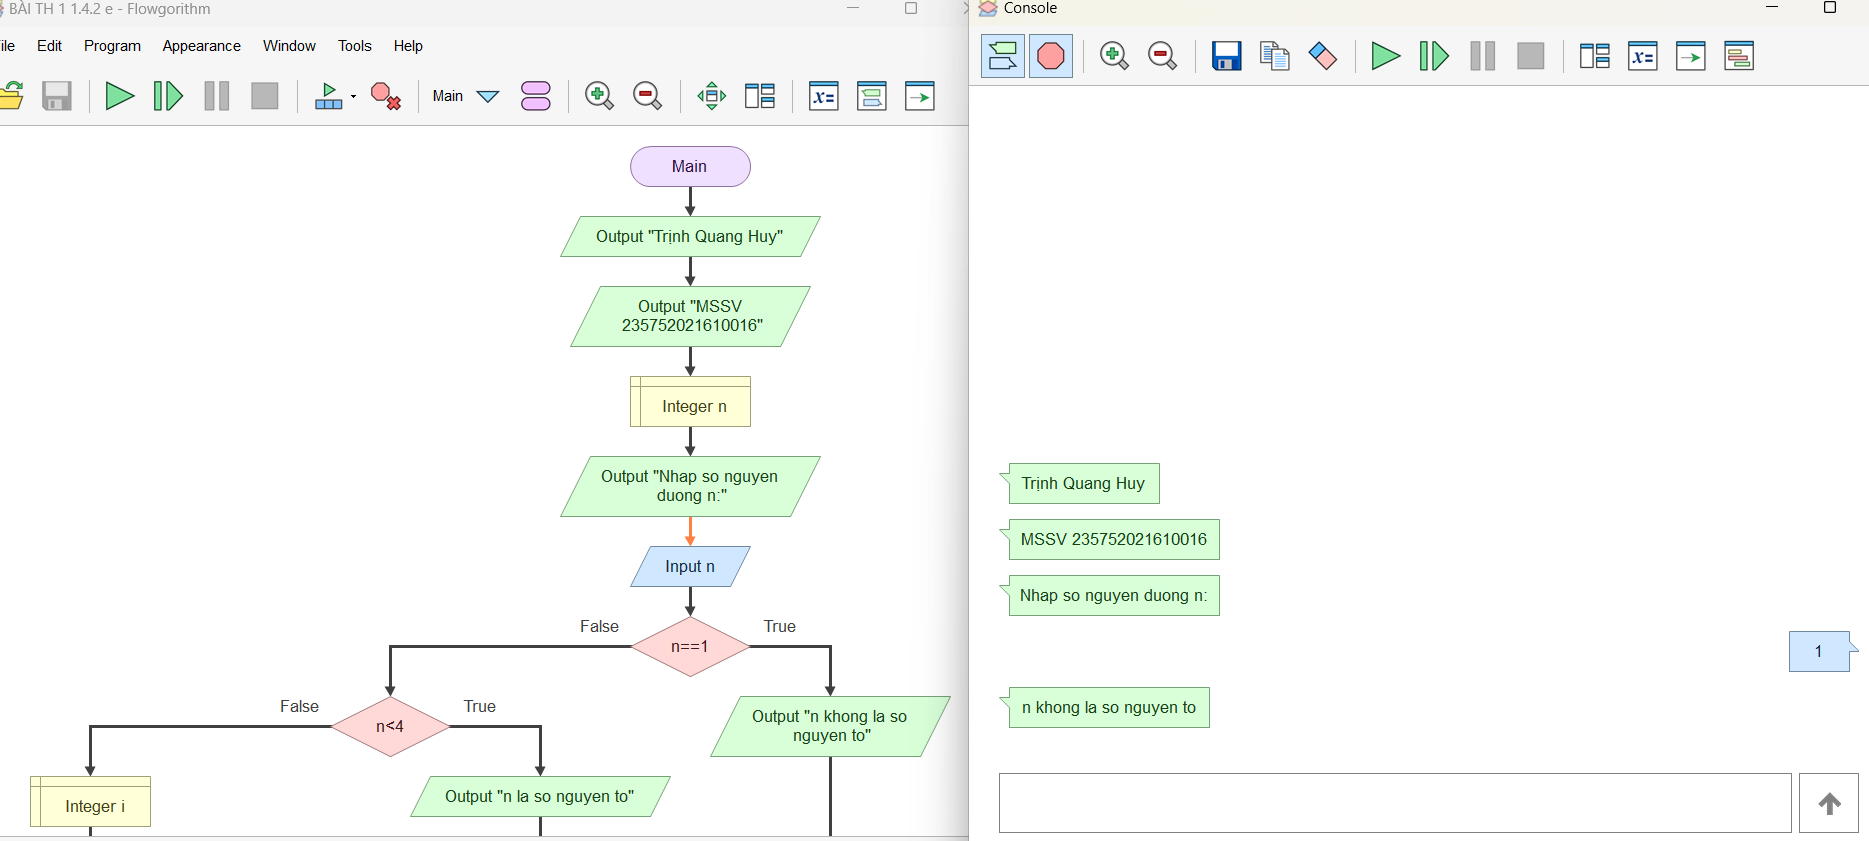 BÀI TH 1 1.4.2 e - Flowgorithm
ile Edit Program Appearance Window Tools Help
Main
x=
Main
Output "Trịnh Quang Huy"
Output "MSSV
235752021610016"
Integer n
Output "Nhap so nguyen
duong n:"
Input n
False
True
n==1
False
True
n<4
Output "n khong la so
nguyen to"
Integer i
Output "n la so nguyen to"
Console
x=
Trịnh Quang Huy
MSSV 235752021610016
Nhap so nguyen duong n:
1
n khong la so nguyen to